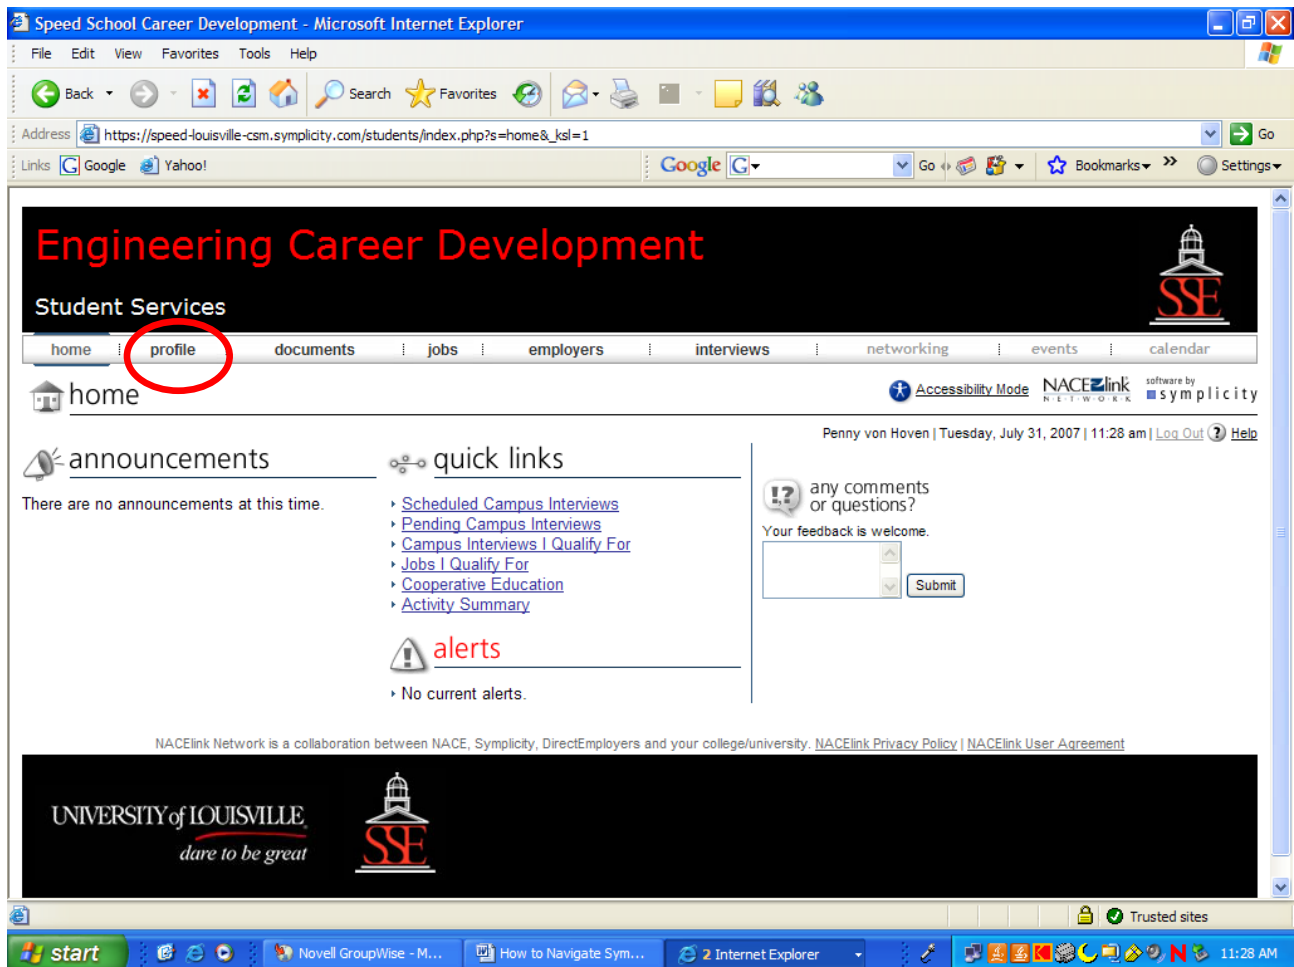 Speed School Career Development - Microsoft Internet Explorer
File Edit View Favorites Tools Help
Back Search Favorites
Address https://speed-louisville-csm.symplicity.com/students/index.php?s=home&_ksl=1 Go
Links Google Yahoo! Google G Go Bookmarks >> Settings
Engineering Career Development
Student Services
SSE
home profile documents jobs employers interviews networking events calendar
home
Accessibility Mode
NACElink
N·E·T·W·O·R·K
software by
symplicity
Penny von Hoven | Tuesday, July 31, 2007 | 11:28 am | Log Out ? Help
announcements
There are no announcements at this time.
quick links
Scheduled Campus Interviews
Pending Campus Interviews
Campus Interviews I Qualify For
Jobs I Qualify For
Cooperative Education
Activity Summary
alerts
No current alerts.
any comments
or questions?
Your feedback is welcome.
Submit
NACElink Network is a collaboration between NACE, Symplicity, DirectEmployers and your college/university. NACElink Privacy Policy | NACElink User Agreement
UNIVERSITY of LOUISVILLE
dare to be great
SSE
Trusted sites
start Novell GroupWise - M... How to Navigate Sym... 2 Internet Explorer 11:28 AM